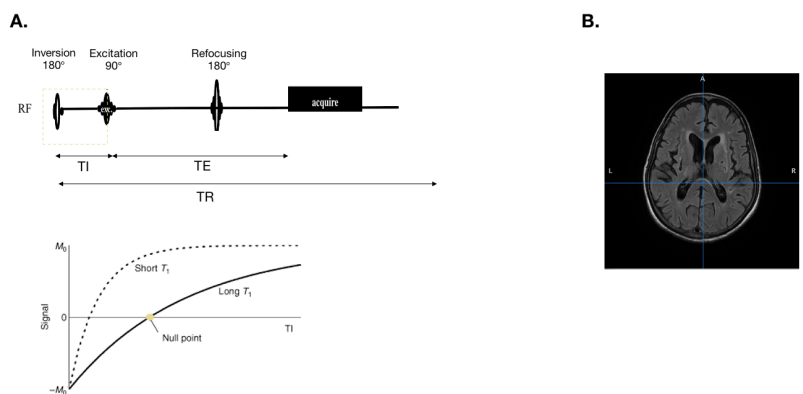 A.
B.
Inversion
180°
Excitation
90°
Refocusing
180°
RF
exc.
acquire
TI
TE
TR
M0
Short T1
Long T1
Signal
0
TI
Null point
−M0
A
L
R